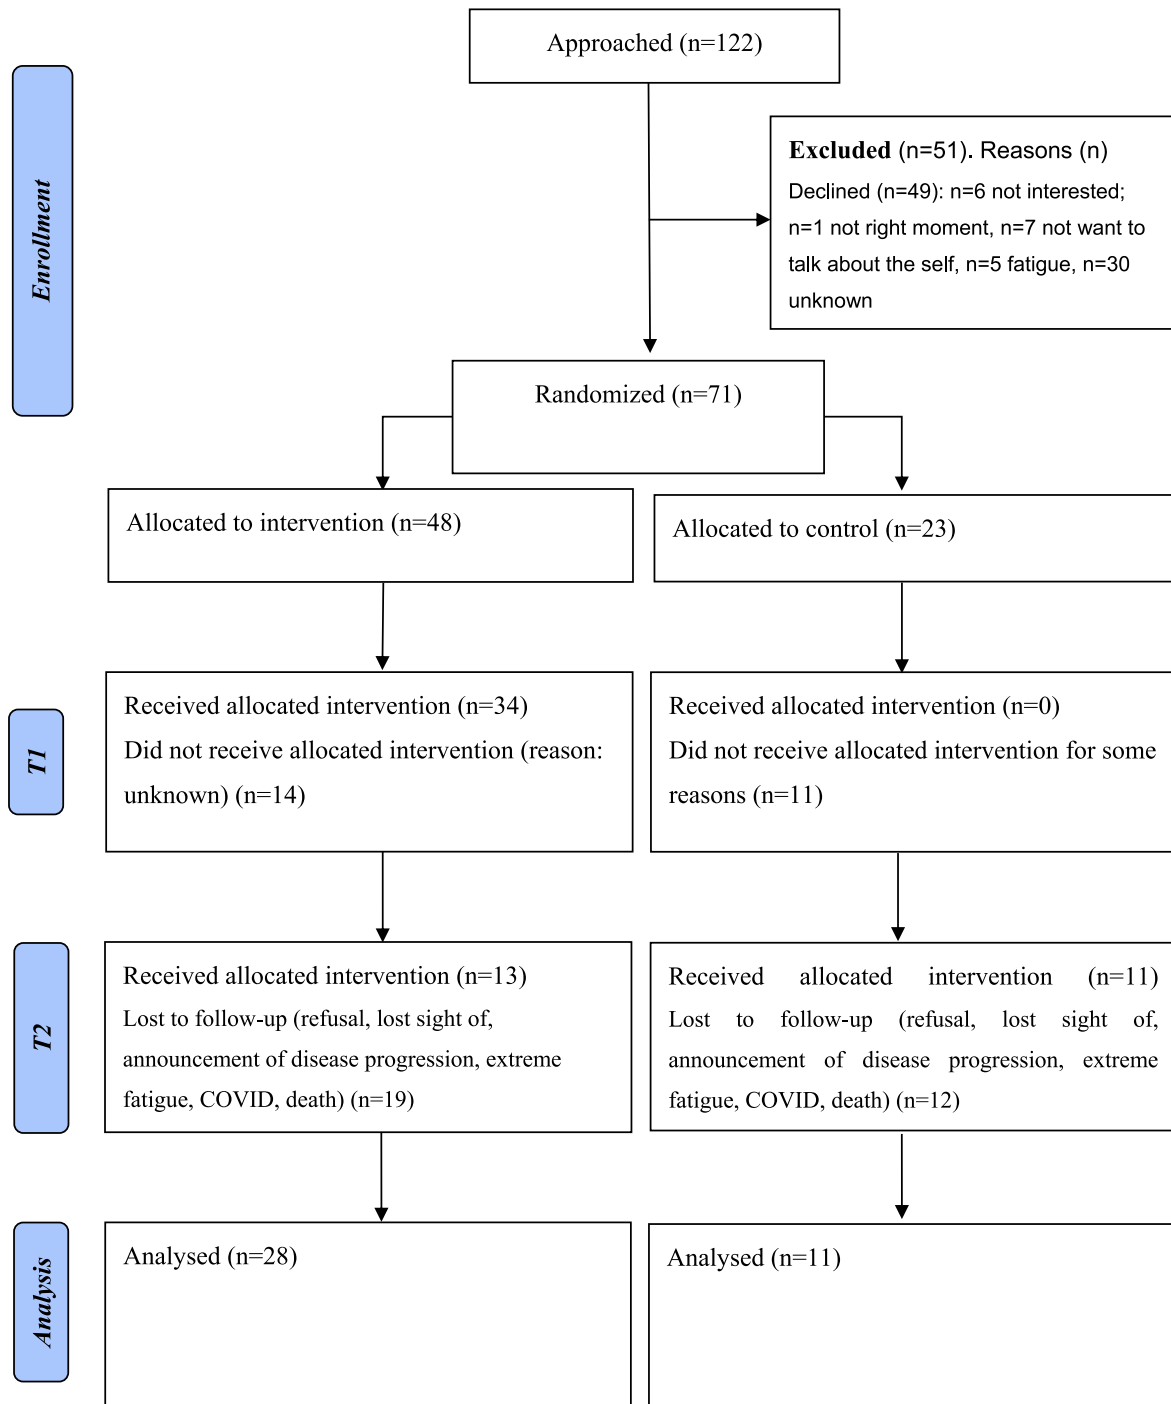 Approached (n=122)
Enrollment
Excluded (n=51). Reasons (n)
Declined (n=49): n=6 not interested;
n=1 not right moment, n=7 not want to
talk about the self, n=5 fatigue, n=30
unknown
Randomized (n=71)
Allocated to intervention (n=48)
Allocated to control (n=23)
T1
Received allocated intervention (n=34)
Did not receive allocated intervention (reason:
unknown) (n=14)
Received allocated intervention (n=0)
Did not receive allocated intervention for some
reasons (n=11)
T2
Received allocated intervention (n=13)
Lost to follow-up (refusal, lost sight of,
announcement of disease progression, extreme
fatigue, COVID, death) (n=19)
Received allocated intervention (n=11)
Lost to follow-up (refusal, lost sight of,
announcement of disease progression, extreme
fatigue, COVID, death) (n=12)
Analysis
Analysed (n=28)
Analysed (n=11)